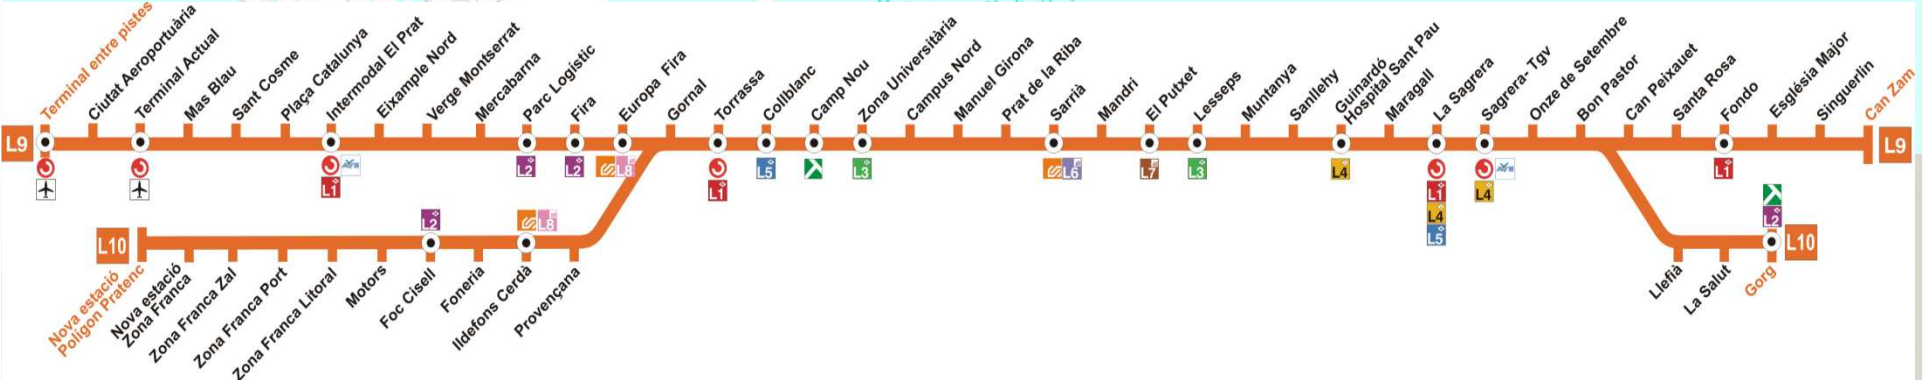 Terminal entre pistes
Ciutat Aeroportuària
Terminal Actual
Mas Blau
Sant Cosme
Plaça Catalunya
Intermodal El Prat
Eixample Nord
Verge Montserrat
Mercabarna
Parc Logístic
Fira
Europa Fira
Gornal
Torrassa
Collblanc
Camp Nou
Zona Universitària
Campus Nord
Manuel Girona
Prat de la Riba
Sarrià
Mandri
El Putxet
Lesseps
Muntanya
Sanllehy
Guinardó
Hospital Sant Pau
Maragall
La Sagrera
Sagrera- Tgv
Onze de Setembre
Bon Pastor
Can Peixauet
Santa Rosa
Fondo
Església Major
Singuerlin
Can Zam
L9
L9
L1
L2
L2
L8
L1
L5
L3
L6
L7
L3
L4
L1
L4
L5
L4
L1
L2
L10
L2
L8
L10
Nova estació
Polígon Pratenc
Nova estació
Zona Franca
Zona Franca Zal
Zona Franca Port
Zona Franca Litoral
Motors
Foc Cisell
Foneria
Ildefons Cerdà
Provençana
Llefià
La Salut
Gorg